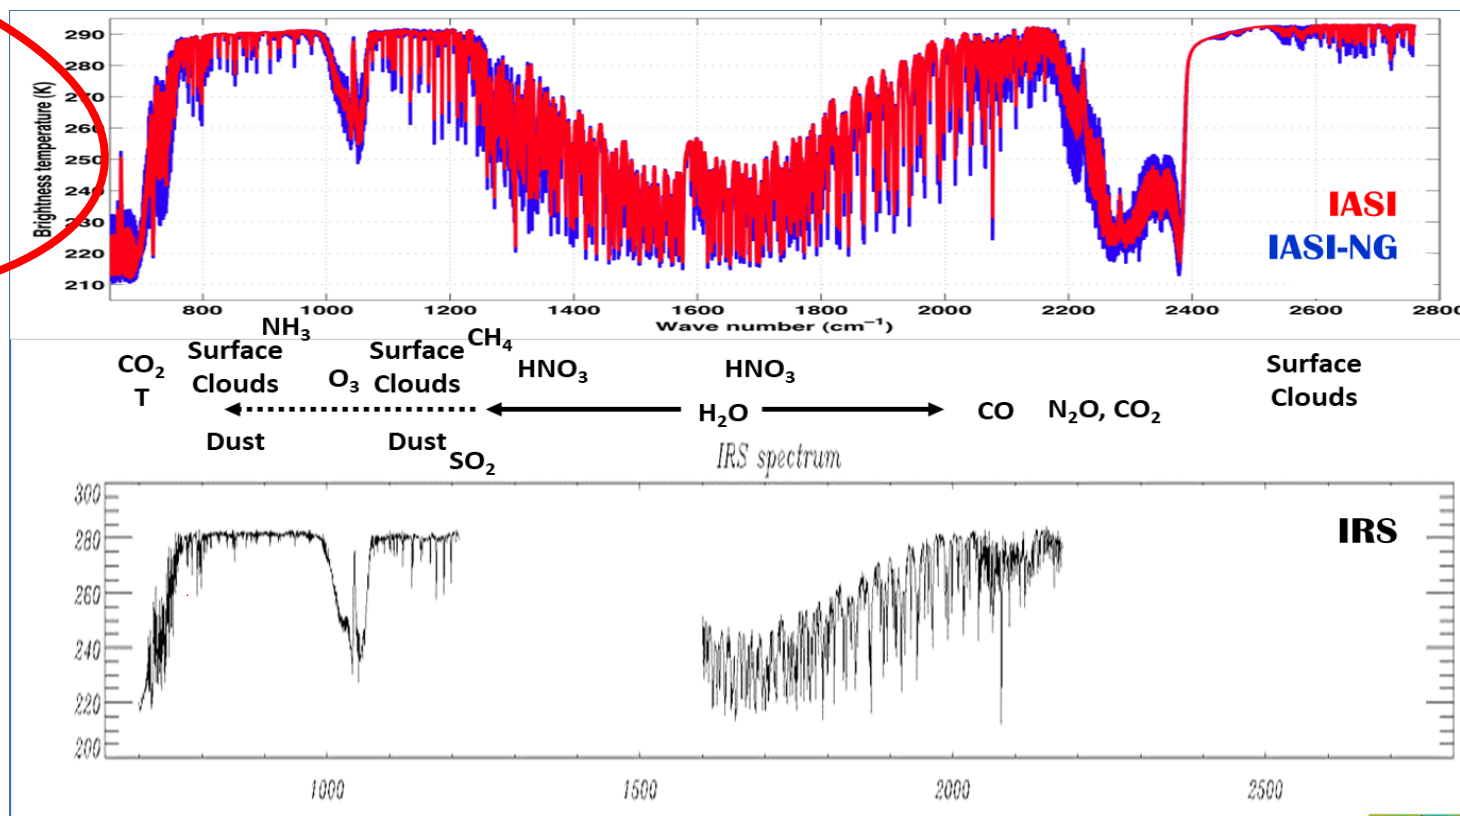 Brightness temperature (K)
290
280
270
260
250
240
230
220
210
IASI
IASI-NG
800 1000 1200 1400 1600 1800 2000 2200 2400 2600 2800
Wave number (cm⁻¹)
NH₃
CH₄
Surface
Clouds
Surface
Clouds
CO₂
T
O₃
HNO₃
HNO₃
Surface
Clouds
H₂O
CO
N₂O, CO₂
Dust
Dust
SO₂
IRS spectrum
300
280
260
240
220
200
IRS
1000 1500 2000 2500